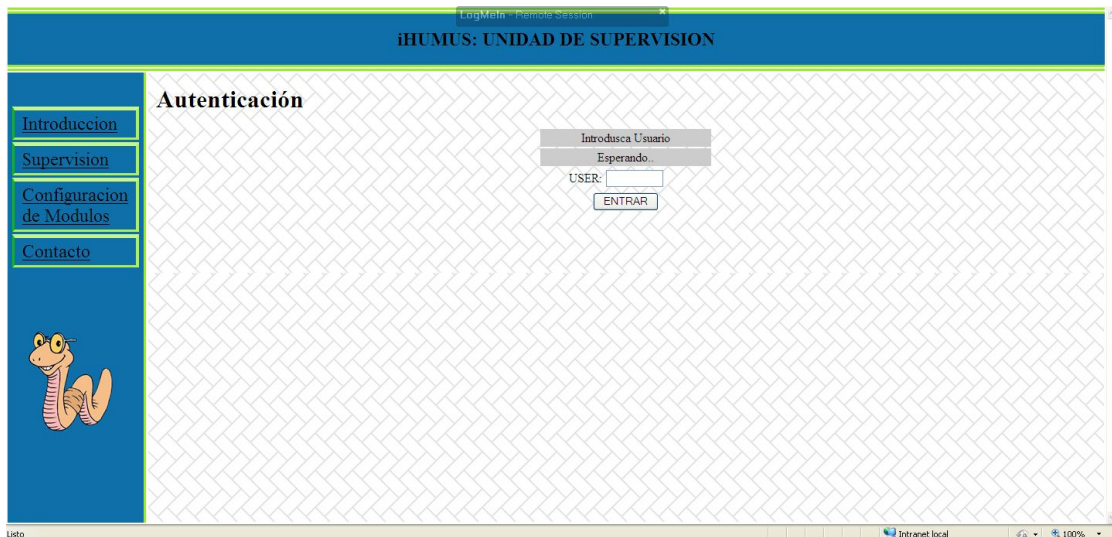 LogMeIn - Remote Session
iHUMUS: UNIDAD DE SUPERVISION
Introduccion
Supervision
Configuracion
de Modulos
Contacto
Autenticación
Introdusca Usuario
Esperando..
USER:
ENTRAR
Listo
Intranet local
100%